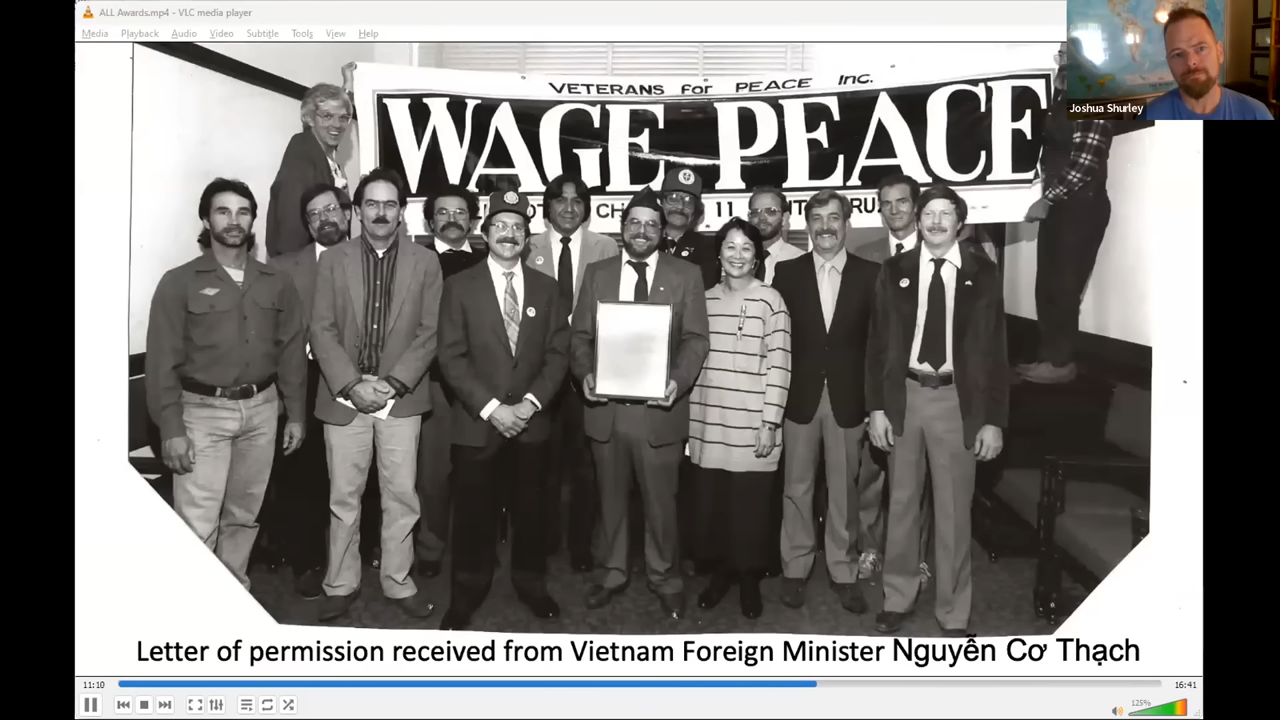 ALL Awards.mp4 - VLC media player
Media Playback Audio Video Subtitle Tools View Help
Joshua Shurley
VETERANS for PEACE Inc.
WAGE PEACE
CH 11
Letter of permission received from Vietnam Foreign Minister Nguyễn Cơ Thạch
11:10
16:41
125%